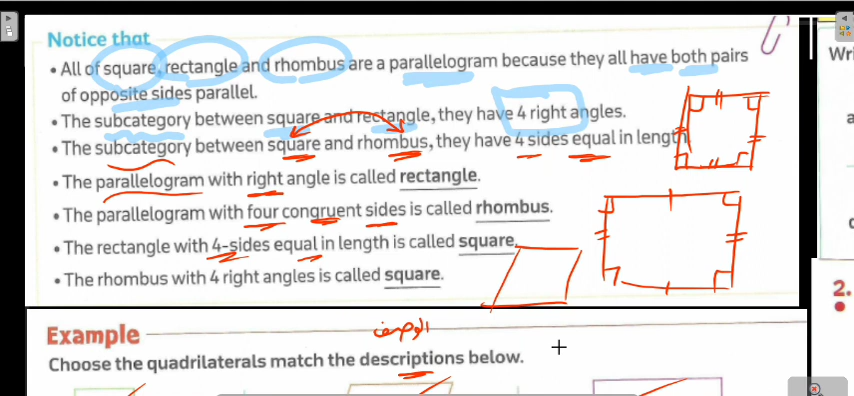 Notice that
• All of square, rectangle and rhombus are a parallelogram because they all have both pairs
of opposite sides parallel.
• The subcategory between square and rectangle, they have 4 right angles.
• The subcategory between square and rhombus, they have 4 sides equal in length
• The parallelogram with right angle is called rectangle.
• The parallelogram with four congruent sides is called rhombus.
• The rectangle with 4-sides equal in length is called square.
• The rhombus with 4 right angles is called square.
Example
الوصف
Choose the quadrilaterals match the descriptions below.
Wri
a
2.